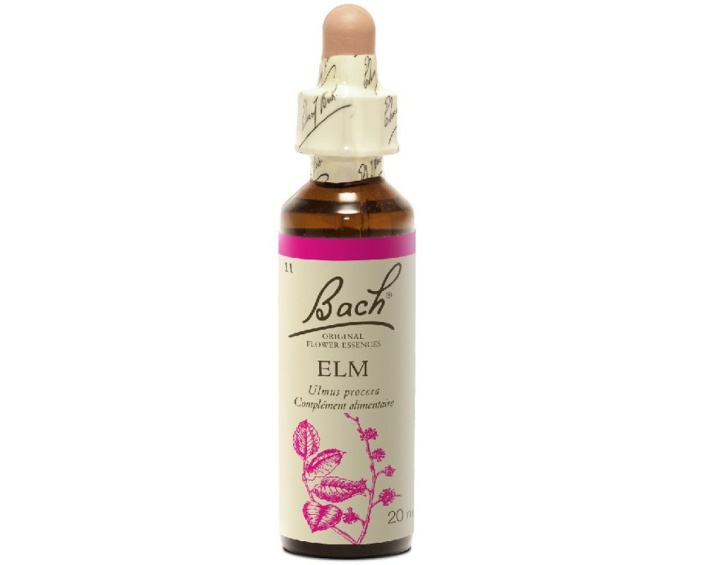 11
Bach®
ORIGINAL
FLOWER ESSENCES
ELM
Ulmus procera
Complément alimentaire
20